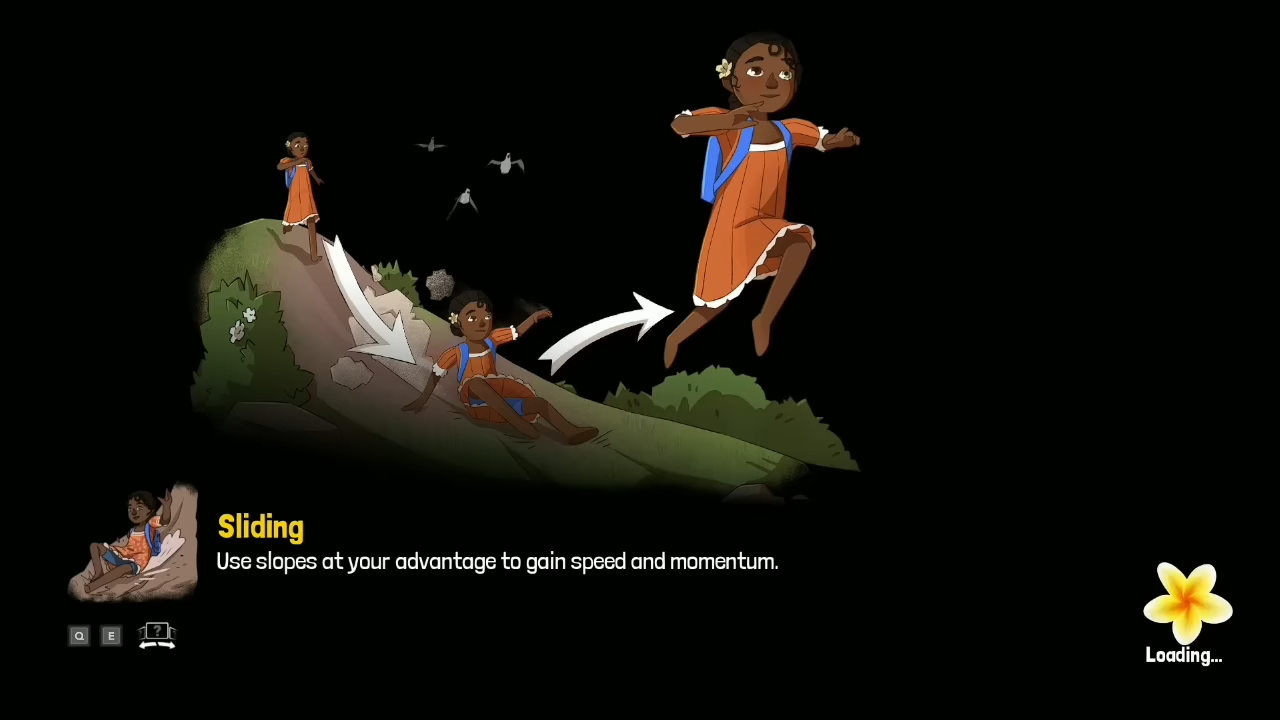 Sliding
Use slopes at your advantage to gain speed and momentum.
Q E ?
Loading...